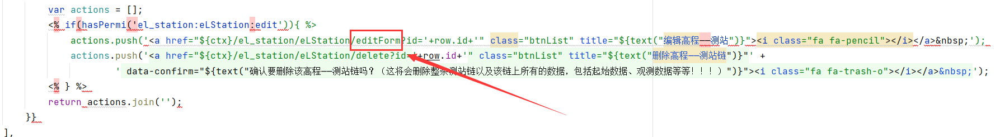 var actions = [];
<% if(hasPermi('el_station:eLStation:edit')){ %>
actions.push('<a href="${ctx}/el_station/eLStation/editForm?id='+row.id+'" class="btnList" title="${text("编辑高程——测站")}"><i class="fa fa-pencil"></i></a>&nbsp;');
actions.push('<a href="${ctx}/el_station/eLStation/delete?id='+row.id+'" class="btnList" title="${text("删除高程——测站链")}"' +
' data-confirm="${text("确认要删除该高程——测站链吗？（这将会删除整条测站链以及该链上所有的数据，包括起始数据、观测数据等等！！！）")}"><i class="fa fa-trash-o"></i></a>&nbsp;');
<% } %>
return actions.join('');
}}
],